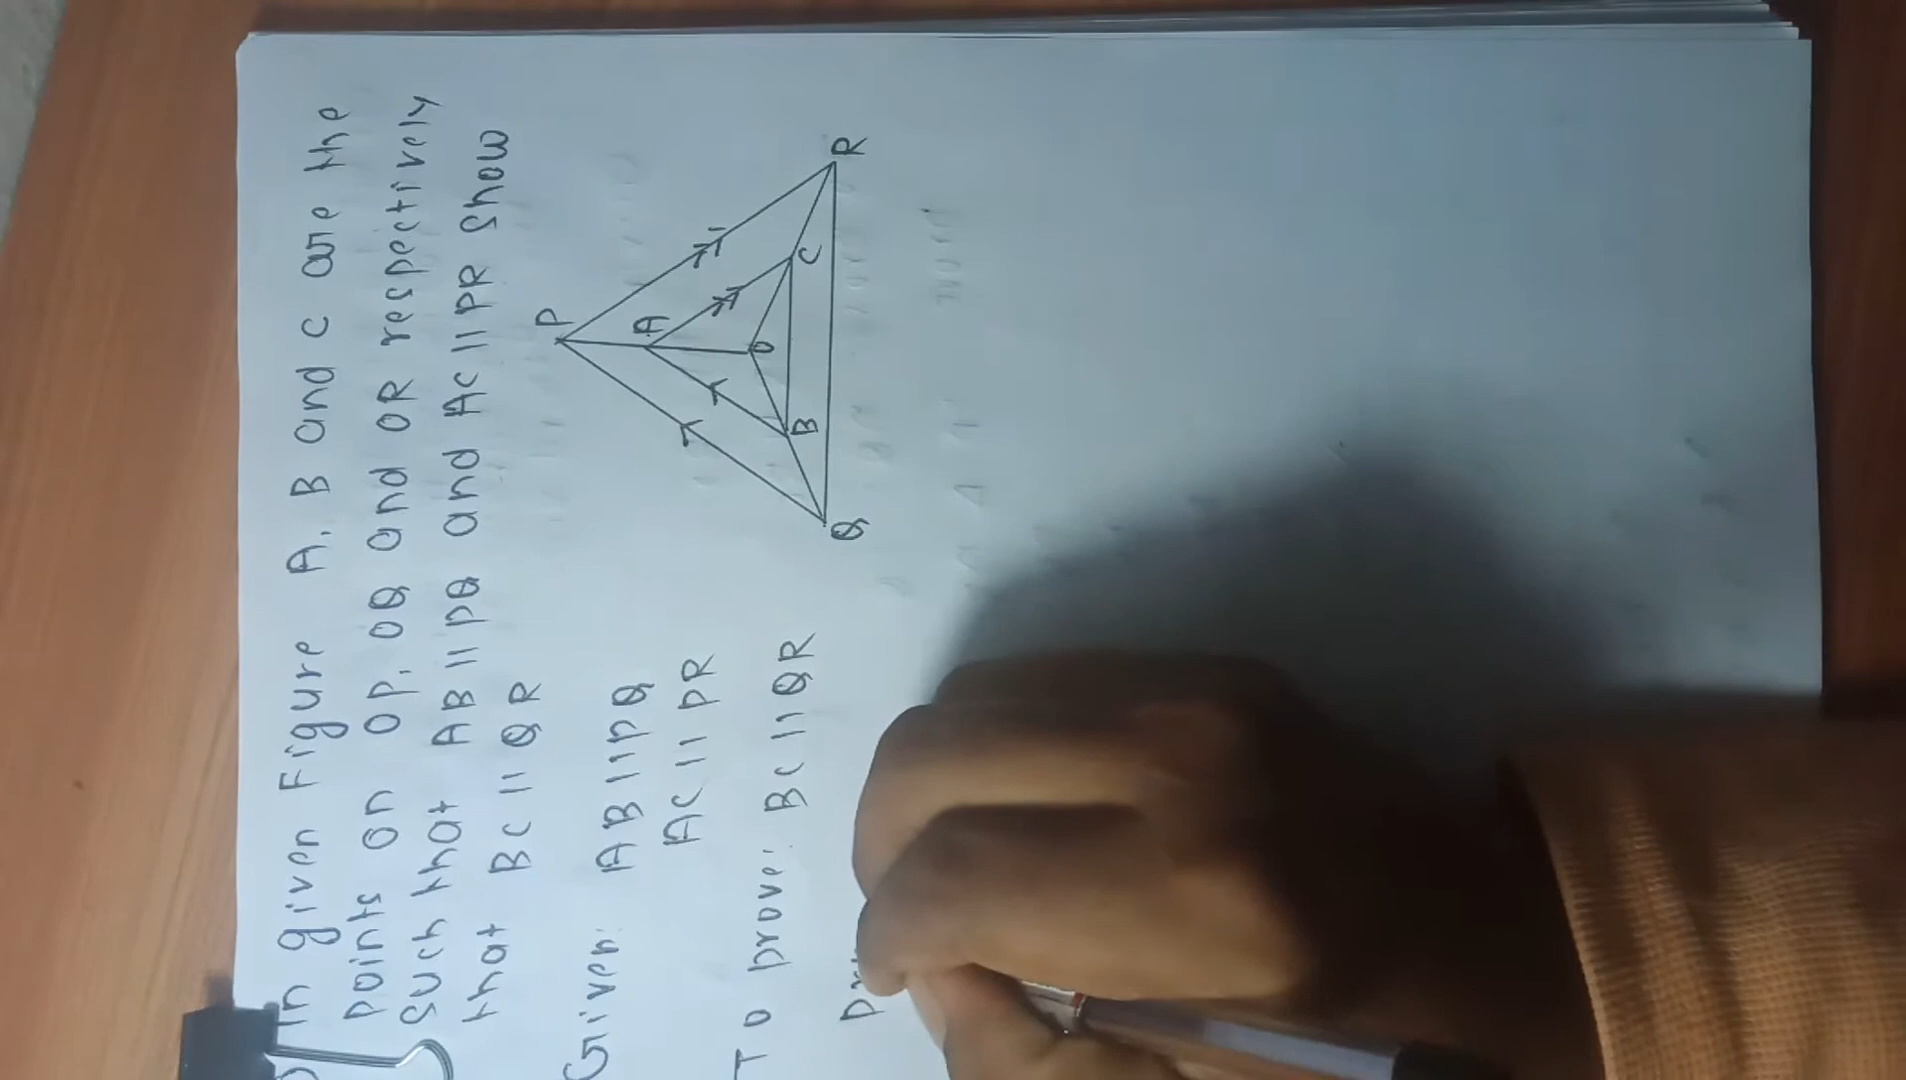 In given Figure A, B and C are the
points on OP, OQ and OR respectively
such that AB || PQ and AC || PR show
that BC || QR
Given: AB || PQ
AC || PR
To prove: BC || QR
P
A
O
B
C
Q
R